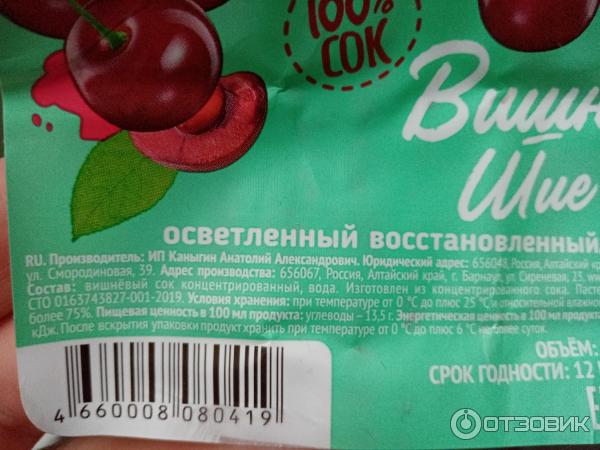 100%
СОК
Вишн
Шие
осветленный восстановленный
RU. Производитель: ИП Каныгин Анатолий Александрович. Юридический адрес: 656048, Россия, Алтайский
ул. Смородиновая, 39. Адрес производства: 656067, Россия, Алтайский край, г. Барнаул, ул. Сиреневая, 23, www
Состав: вишнёвый сок концентрированный, вода. Изготовлен из концентрированного сока. Пасте
СТО 0163743827-001-2019. Условия хранения: при температуре от 0 °C до плюс 25 °C и относительной влажнос
более 75%. Пищевая ценность в 100 мл продукта: углеводы – 13,5 г. Энергетическая ценность в 100 мл продукта
кДж. После вскрытия упаковки продукт хранить при температуре от 0 °C до плюс 6 °C не более суток.
ОБЪЁМ:
СРОК ГОДНОСТИ: 12
4 660008 080419
ОТЗОВИК